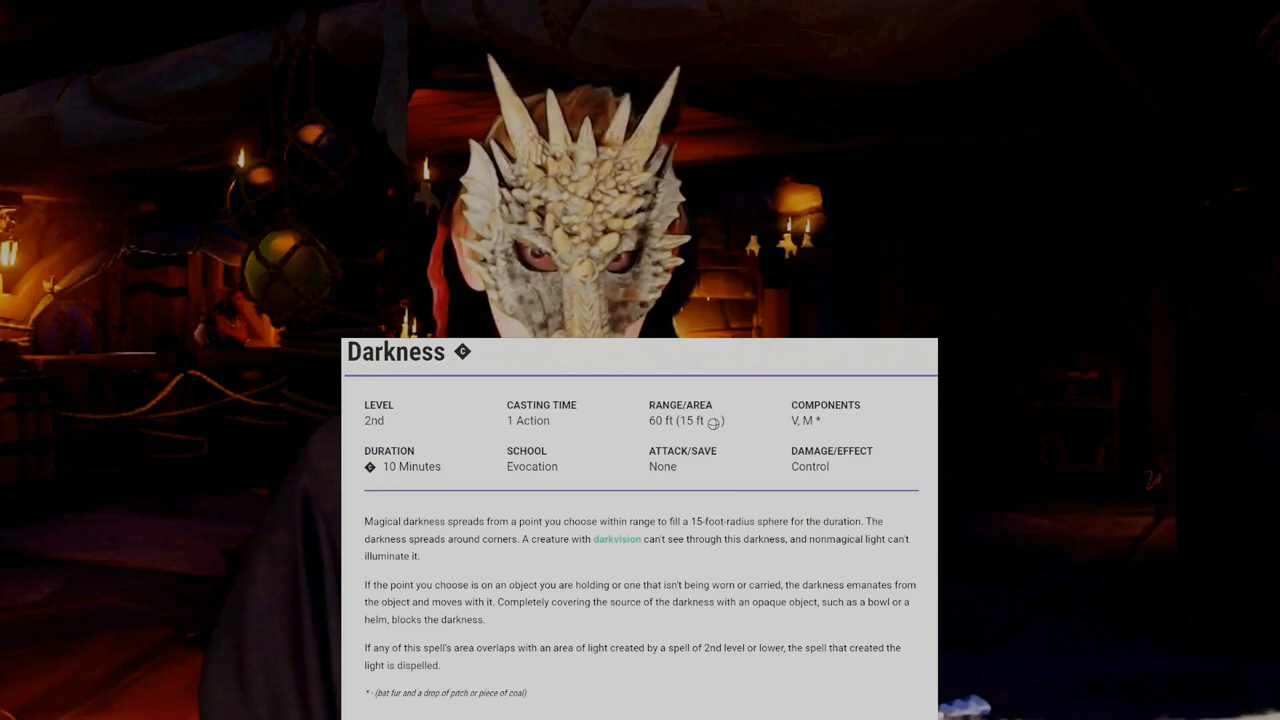 Darkness
LEVEL
CASTING TIME
RANGE/AREA
COMPONENTS
2nd
1 Action
60 ft (15 ft )
V, M *
DURATION
SCHOOL
ATTACK/SAVE
DAMAGE/EFFECT
10 Minutes
Evocation
None
Control
Magical darkness spreads from a point you choose within range to fill a 15-foot-radius sphere for the duration. The
darkness spreads around corners. A creature with darkvision can't see through this darkness, and nonmagical light can't
illuminate it.
If the point you choose is on an object you are holding or one that isn't being worn or carried, the darkness emanates from
the object and moves with it. Completely covering the source of the darkness with an opaque object, such as a bowl or a
helm, blocks the darkness.
If any of this spell's area overlaps with an area of light created by a spell of 2nd level or lower, the spell that created the
light is dispelled.
* - (bat fur and a drop of pitch or piece of coal)